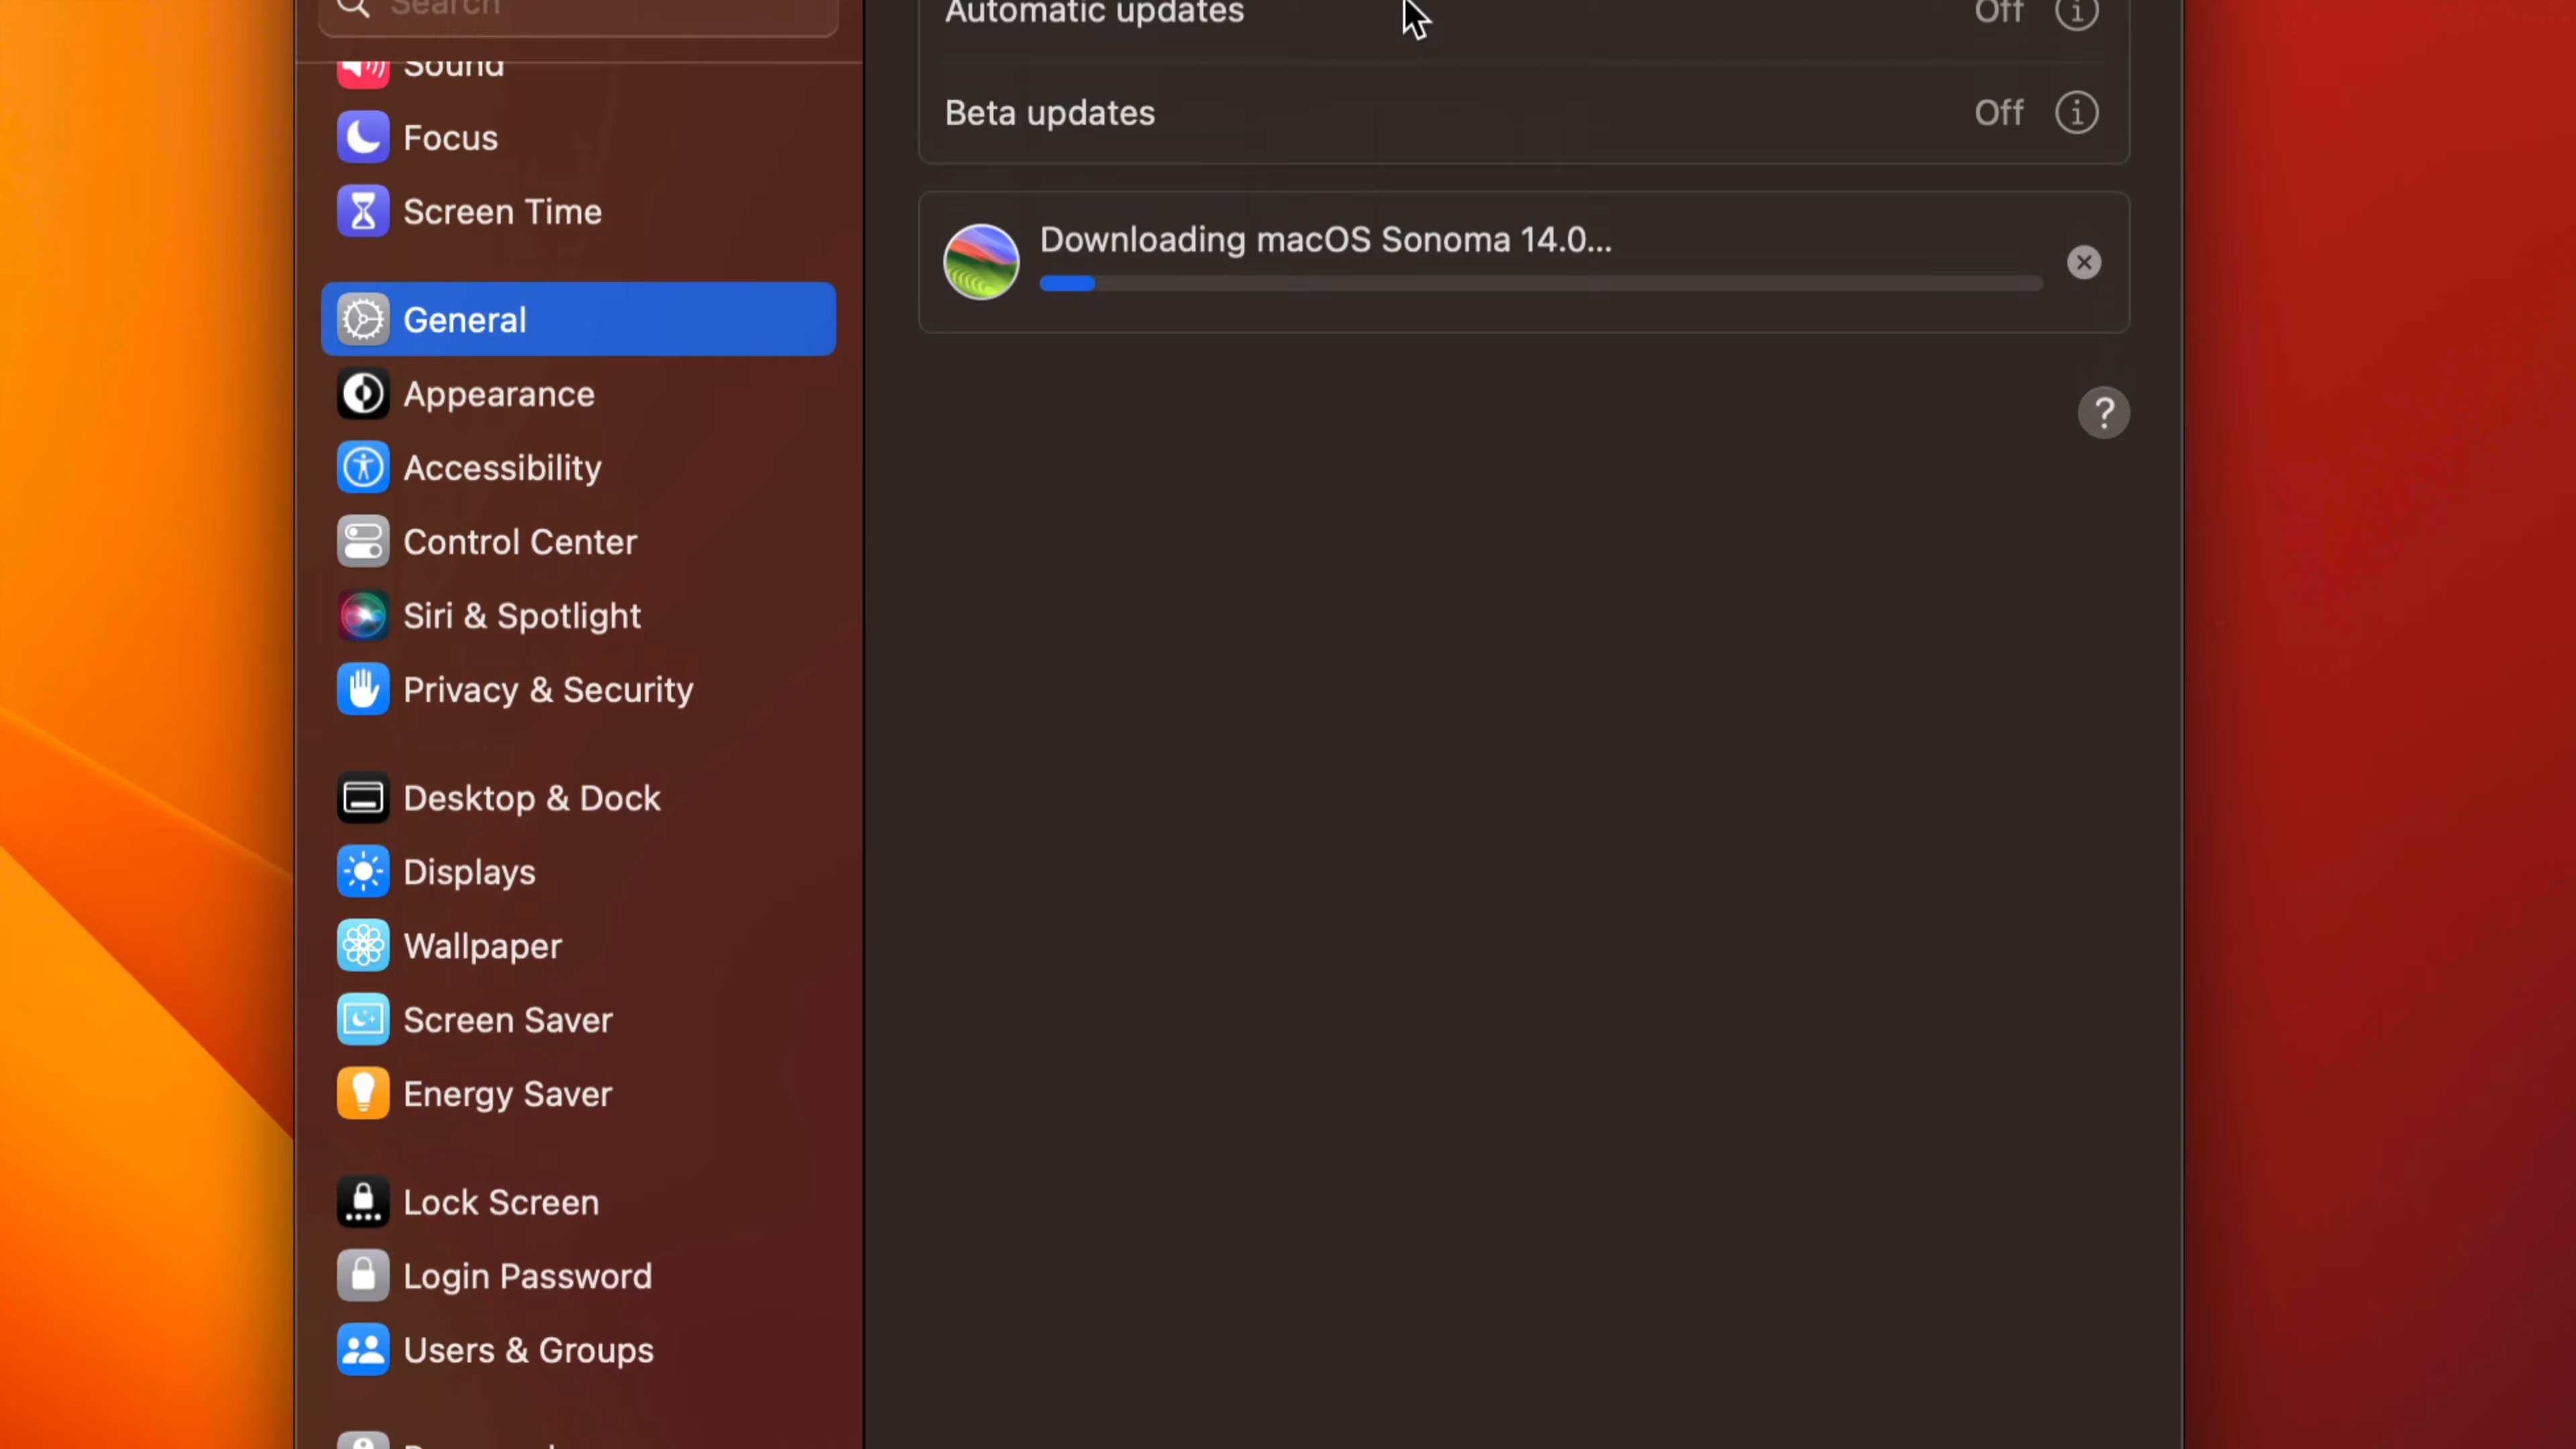 Search
Sound
Focus
Screen Time
General
Appearance
Accessibility
Control Center
Siri & Spotlight
Privacy & Security
Desktop & Dock
Displays
Wallpaper
Screen Saver
Energy Saver
Lock Screen
Login Password
Users & Groups
Automatic updates Off
Beta updates Off
Downloading macOS Sonoma 14.0...
?